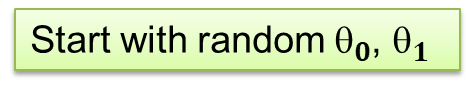 Start with random θ₀, θ₁